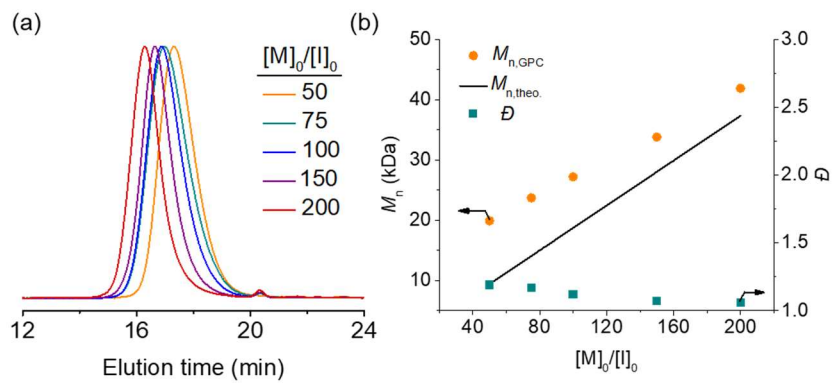 (a)
[M]0/[I]0
50
75
100
150
200
12 16 20 24
Elution time (min)
(b)
50
40
30
20
10
Mn (kDa)
Mn,GPC
Mn,theo.
Đ
3.0
2.5
2.0
1.5
1.0
Đ
40 80 120 160 200
[M]0/[I]0